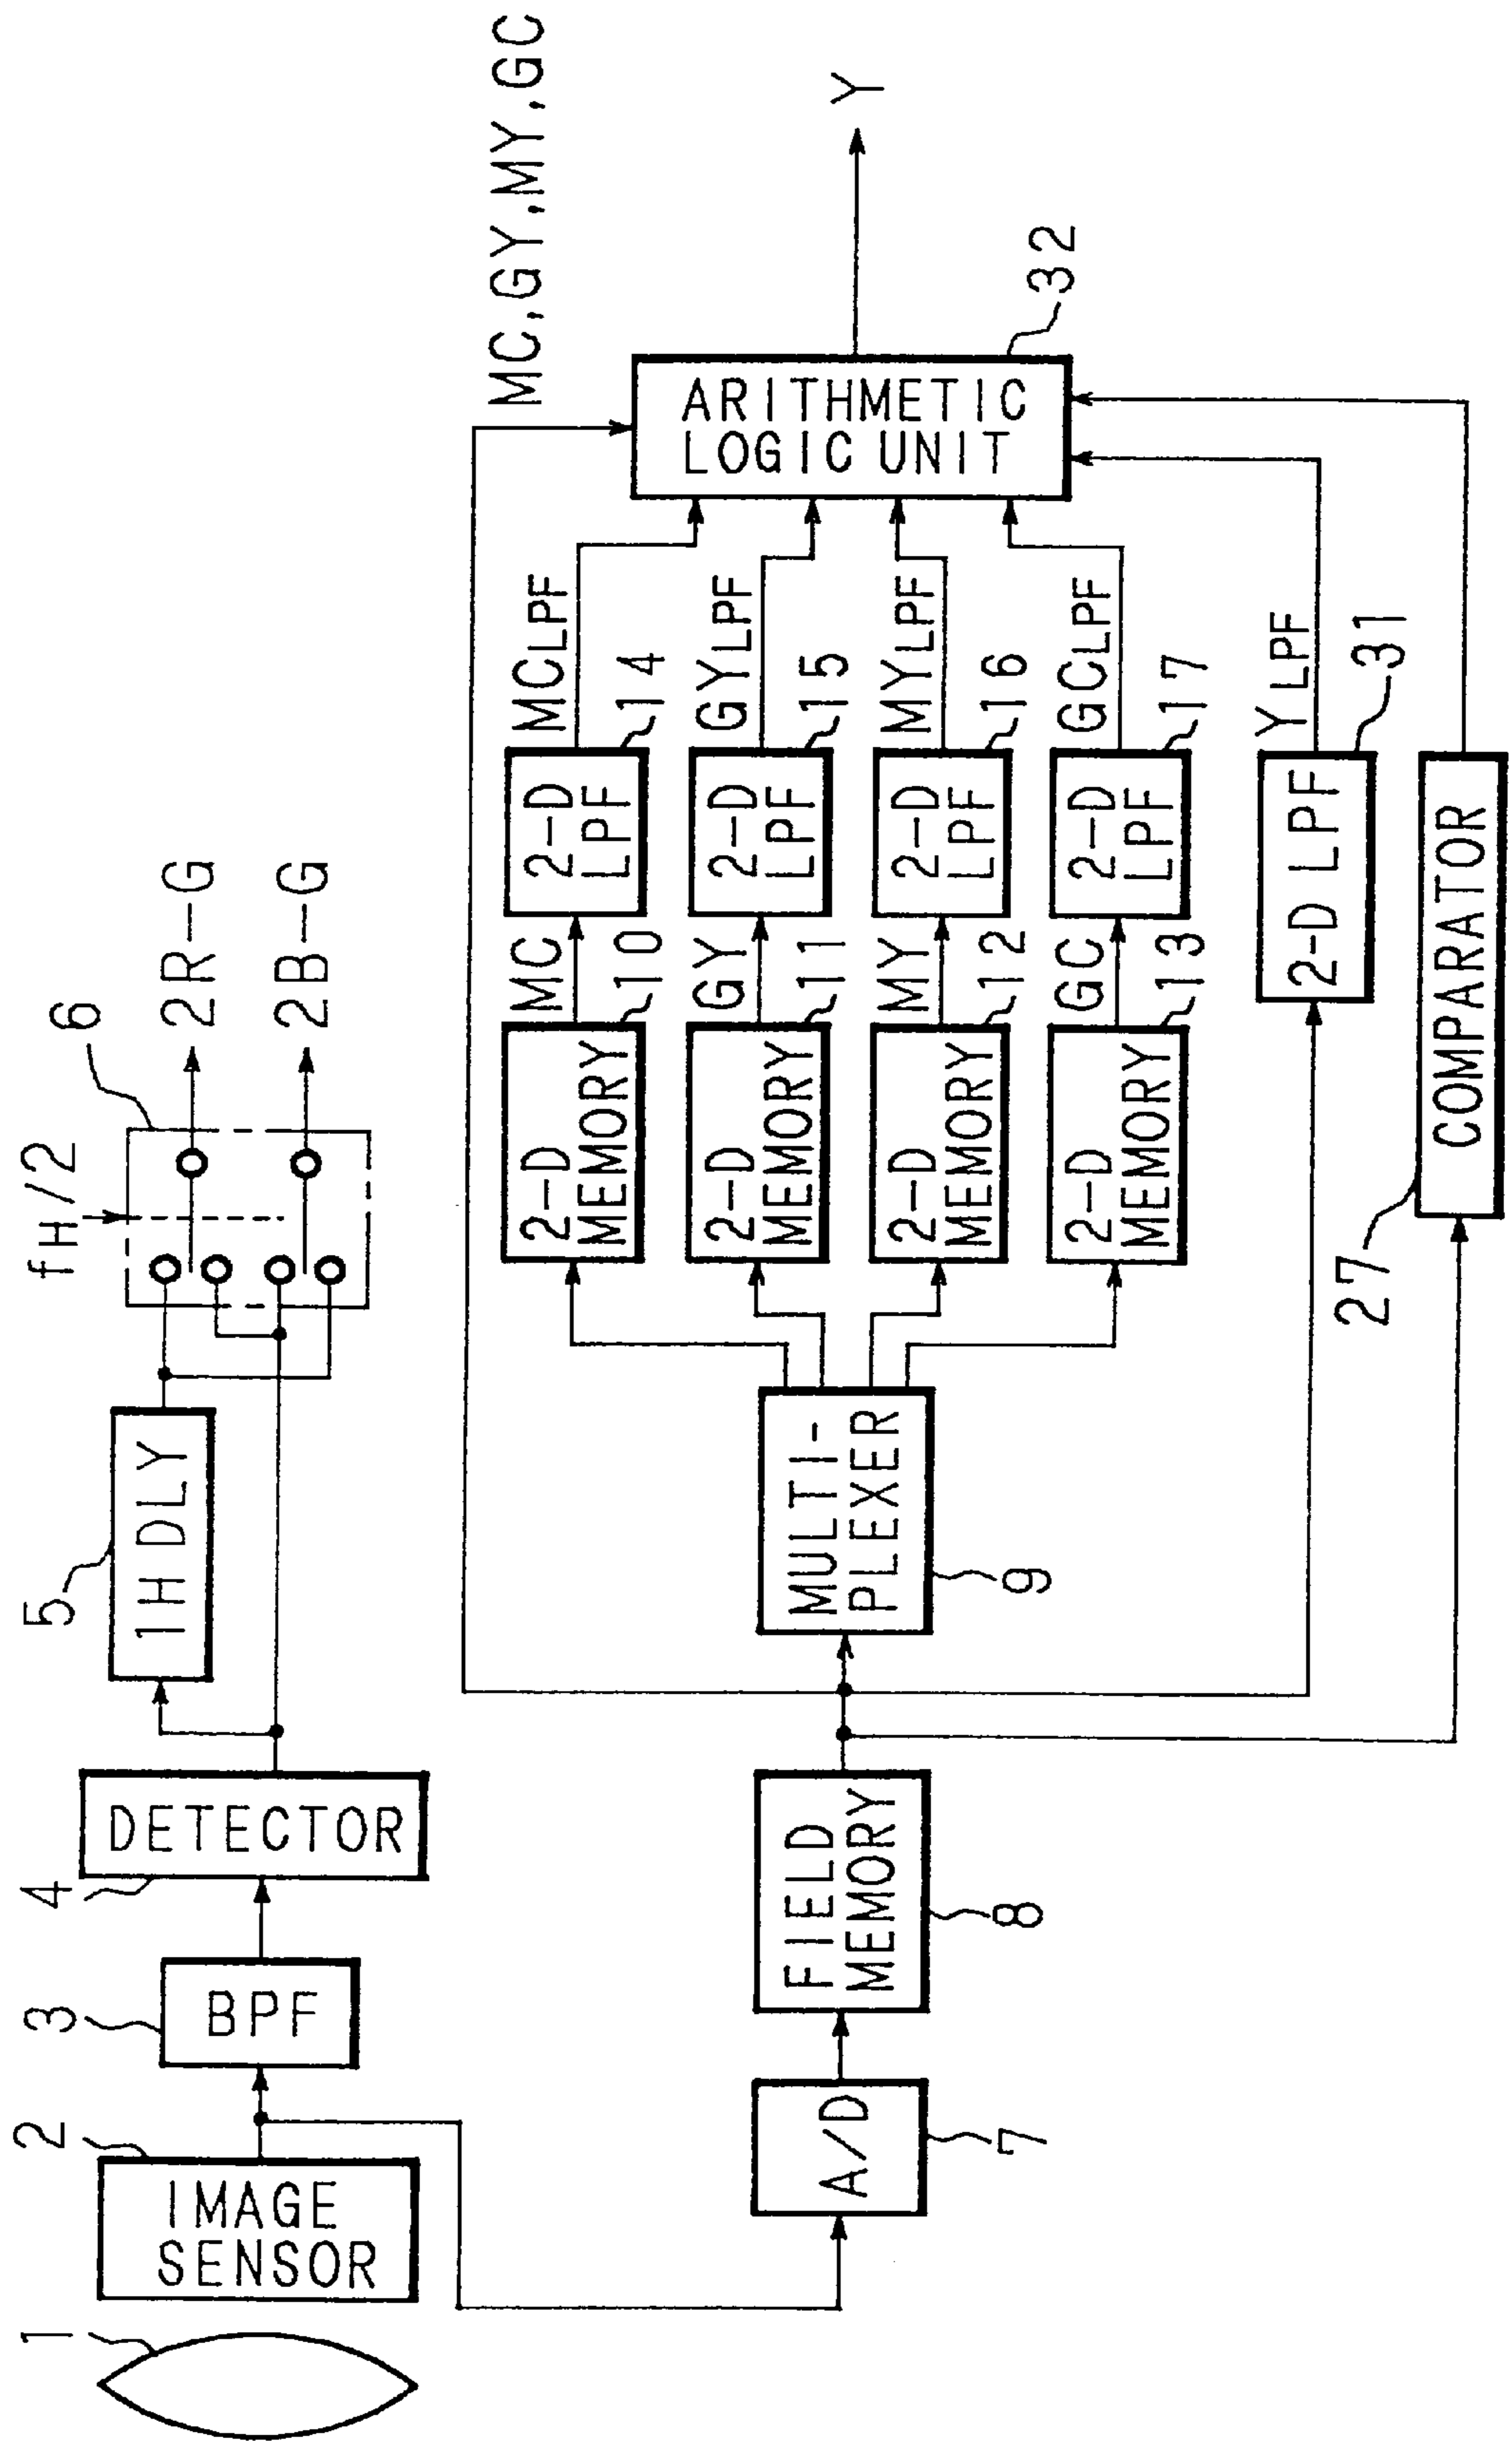 1
2
IMAGE
SENSOR
3
BPF
4
DETECTOR
5
1HDLY
fH/2
6
2R-G
2B-G
A/D
7
FIELD
MEMORY
8
MULTI-
PLEXER
9
2-D
MEMORY
MC
10
2-D
LPF
MCLPF
14
2-D
MEMORY
GY
11
2-D
LPF
GYLPF
15
2-D
MEMORY
MY
12
2-D
LPF
MYLPF
16
2-D
MEMORY
GC
13
2-D
LPF
GCLPF
17
2-D LPF
YLPF
31
27
COMPARATOR
MC,GY,MY,GC
ARITHMETIC
LOGIC UNIT
32
Y